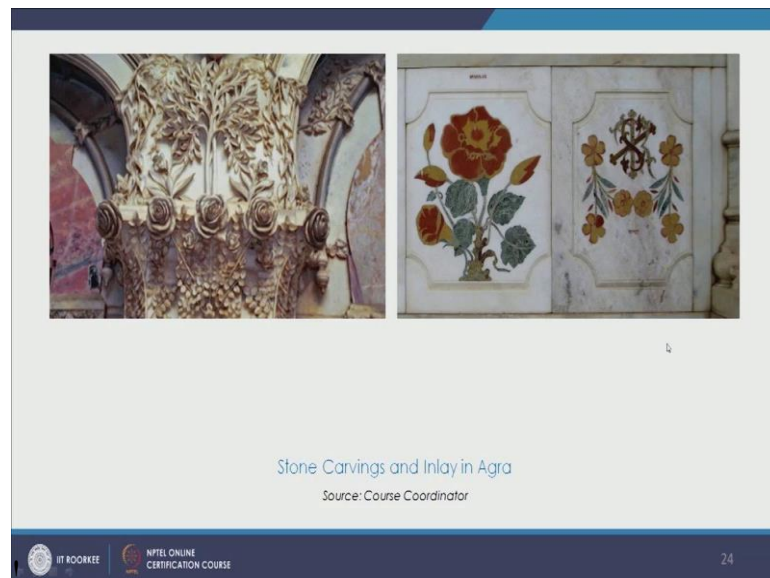 Stone Carvings and Inlay in Agra
Source: Course Coordinator
IIT ROORKEE
NPTEL ONLINE
CERTIFICATION COURSE
24